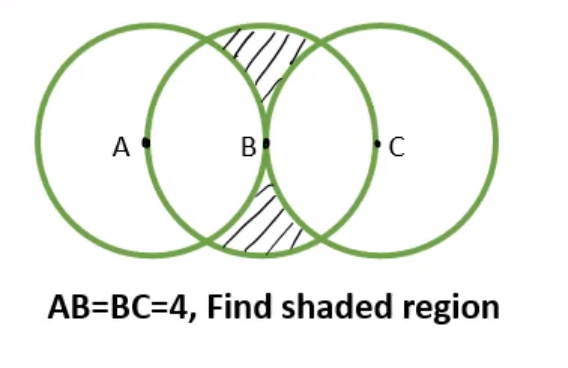 A B C
AB=BC=4, Find shaded region